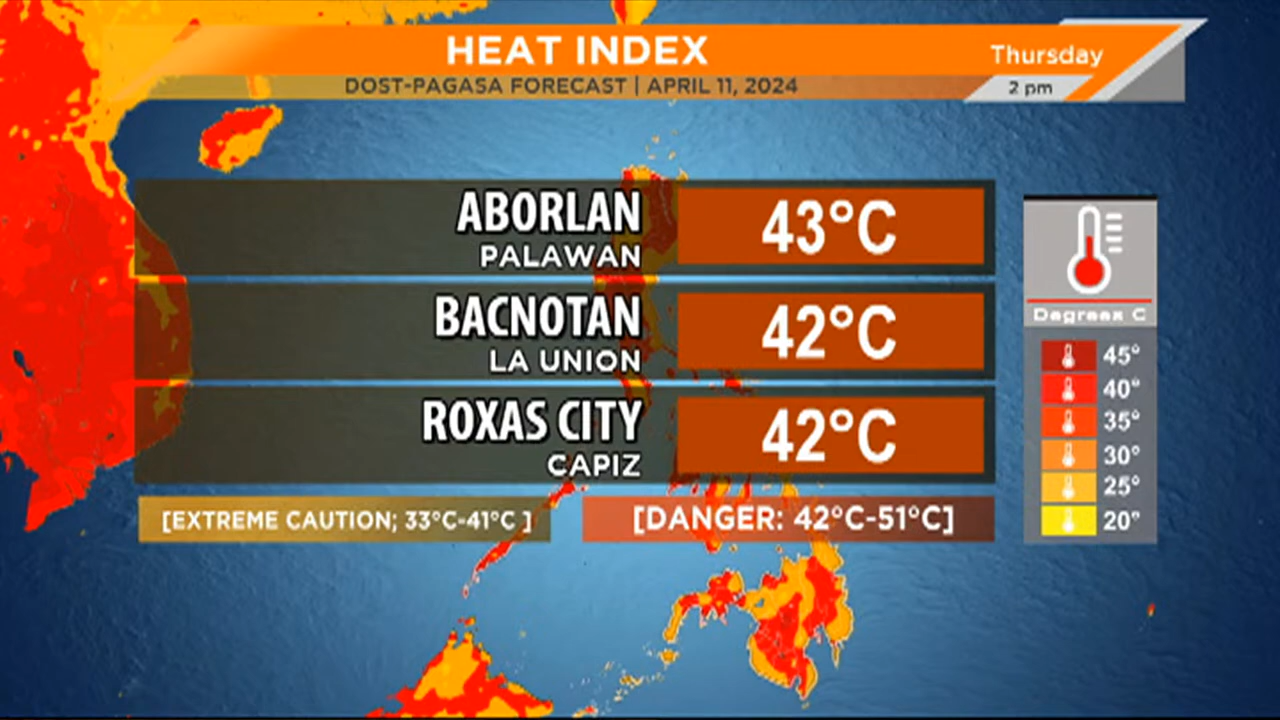 HEAT INDEX
Thursday
DOST-PAGASA FORECAST | APRIL 11, 2024
2 pm
ABORLAN
PALAWAN
43°C
BACNOTAN
LA UNION
42°C
ROXAS CITY
CAPIZ
42°C
[EXTREME CAUTION; 33°C-41°C ]
[DANGER: 42°C-51°C]
Degrees C
45°
40°
35°
30°
25°
20°